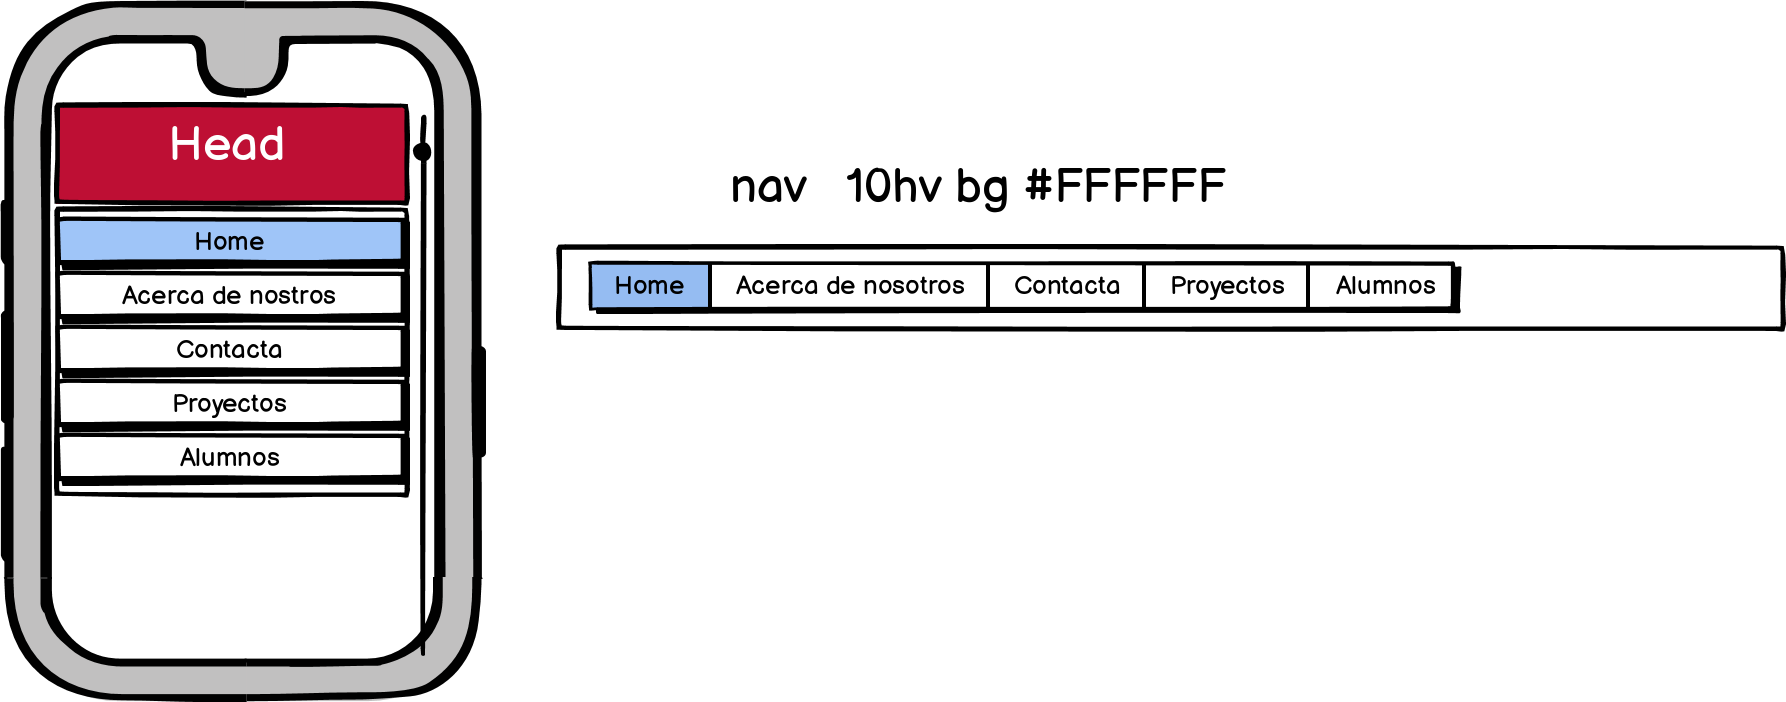 Head
Home
Acerca de nostros
Contacta
Proyectos
Alumnos
nav 10hv bg #FFFFFF
Home Acerca de nosotros Contacta Proyectos Alumnos